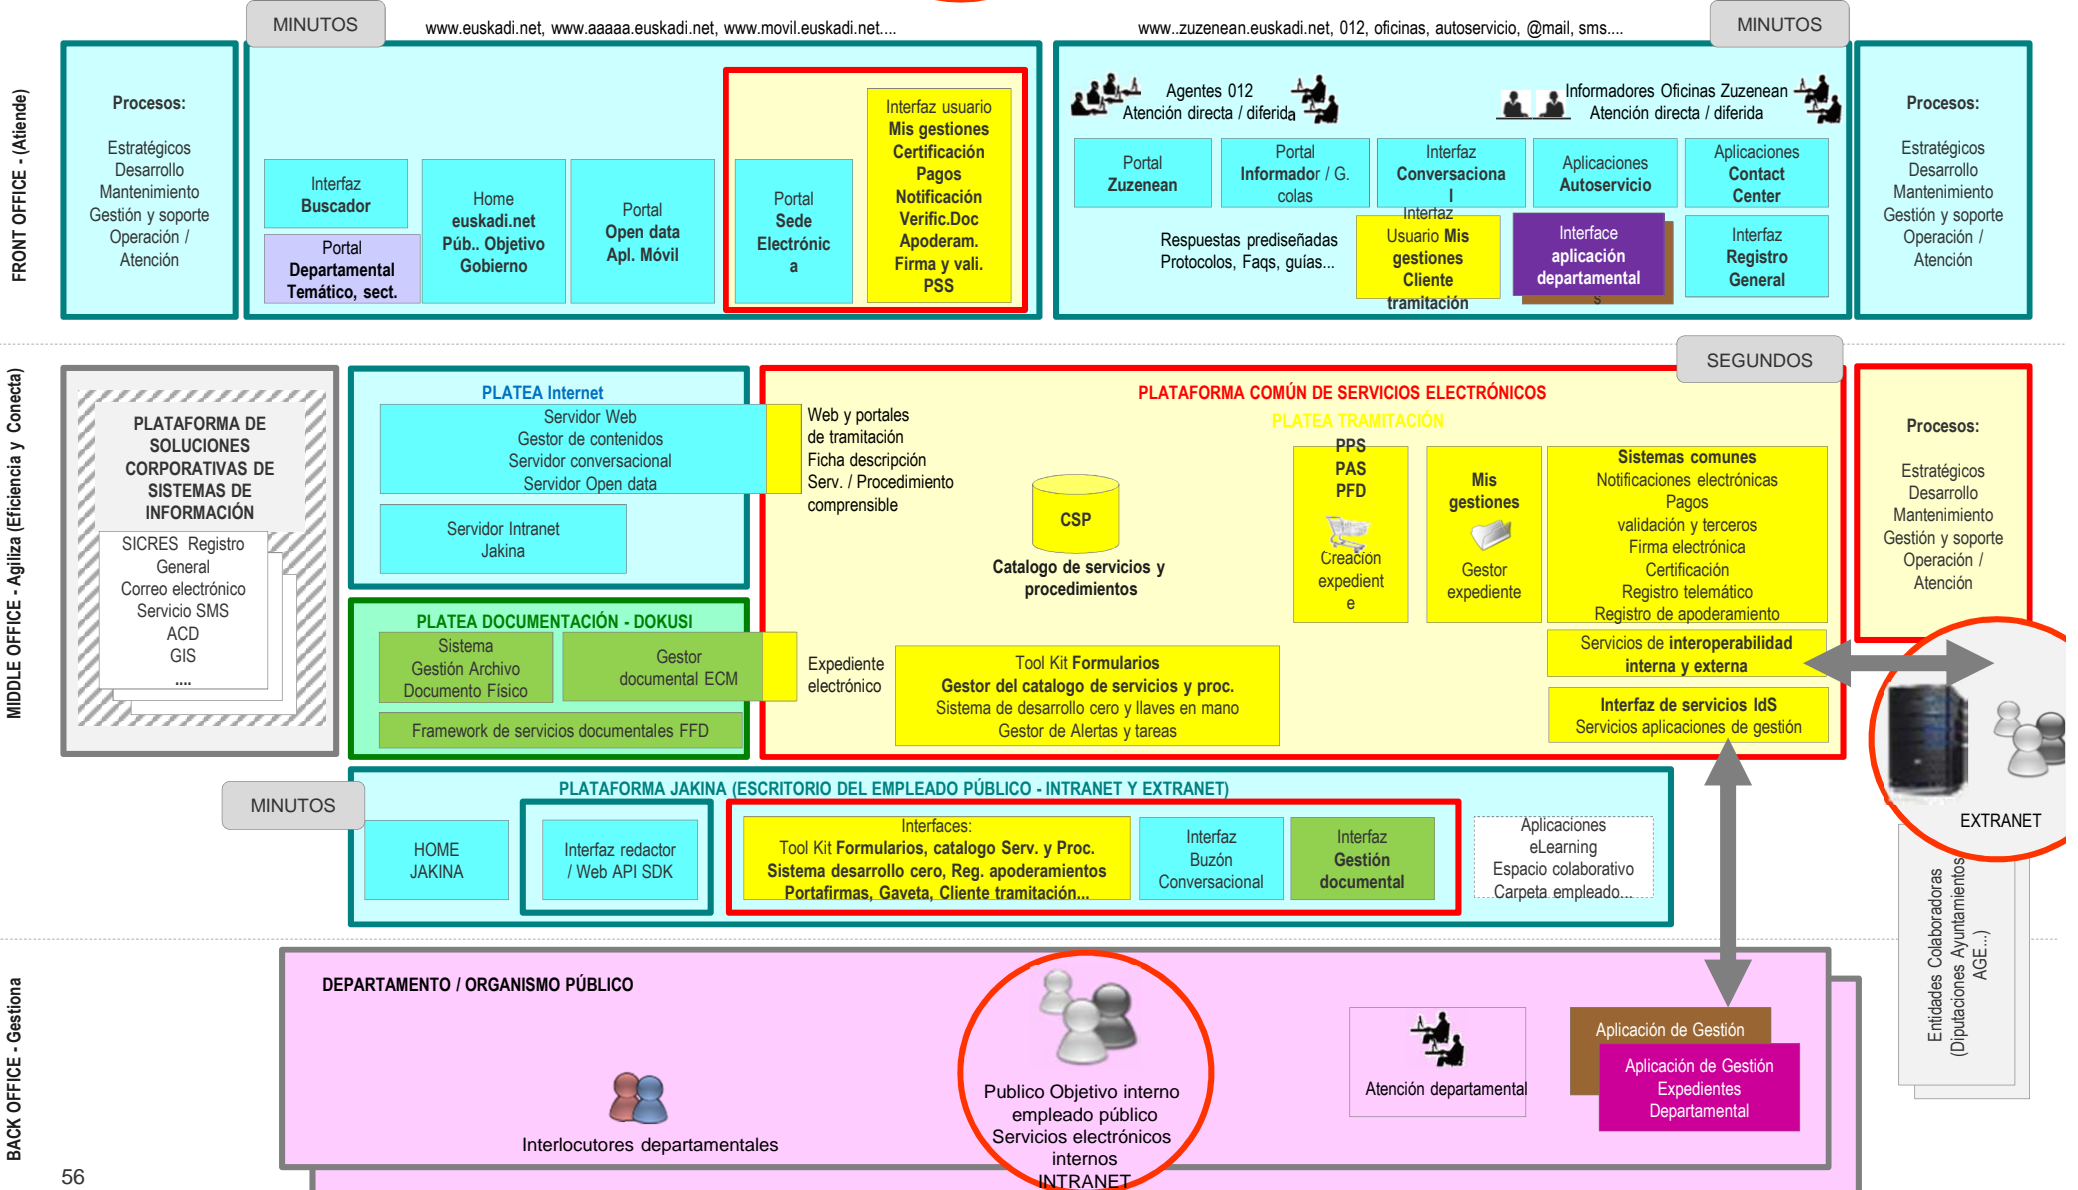 MINUTOS
www.euskadi.net, www.aaaaa.euskadi.net, www.movil.euskadi.net....
www..zuzenean.euskadi.net, 012, oficinas, autoservicio, @mail, sms....
MINUTOS
FRONT OFFICE - (Atiende)
Procesos:
Estratégicos
Desarrollo
Mantenimiento
Gestión y soporte
Operación /
Atención
Interfaz
Buscador
Portal
Departamental
Temático, sect.
Home
euskadi.net
Púb.. Objetivo
Gobierno
Portal
Open data
Apl. Móvil
Portal
Sede
Electrónic
a
Interfaz usuario
Mis gestiones
Certificación
Pagos
Notificación
Verific.Doc
Apoderam.
Firma y vali.
PSS
Agentes 012
Atención directa / diferida
Informadores Oficinas Zuzenean
Atención directa / diferida
Portal
Zuzenean
Portal
Informador / G.
colas
Interfaz
Conversaciona
l
Aplicaciones
Autoservicio
Aplicaciones
Contact
Center
Respuestas prediseñadas
Protocolos, Faqs, guías...
Interfaz
Usuario Mis
gestiones
Cliente
tramitación
Interface
aplicación
departamental
s
Interfaz
Registro
General
Procesos:
Estratégicos
Desarrollo
Mantenimiento
Gestión y soporte
Operación /
Atención
MIDDLE OFFICE - Agiliza (Eficiencia y Conecta)
PLATAFORMA DE
SOLUCIONES
CORPORATIVAS DE
SISTEMAS DE
INFORMACIÓN
SICRES Registro
General
Correo electrónico
Servicio SMS
ACD
GIS
....
PLATEA Internet
Servidor Web
Gestor de contenidos
Servidor conversacional
Servidor Open data
Servidor Intranet
Jakina
PLATEA DOCUMENTACIÓN - DOKUSI
Sistema
Gestión Archivo
Documento Físico
Gestor
documental ECM
Framework de servicios documentales FFD
SEGUNDOS
PLATAFORMA COMÚN DE SERVICIOS ELECTRÓNICOS
PLATEA TRAMITACIÓN
Web y portales
de tramitación
Ficha descripción
Serv. / Procedimiento
comprensible
CSP
Catalogo de servicios y
procedimientos
PPS
PAS
PFD
Creación
expedient
e
Mis
gestiones
Gestor
expediente
Sistemas comunes
Notificaciones electrónicas
Pagos
validación y terceros
Firma electrónica
Certificación
Registro telemático
Registro de apoderamiento
Expediente
electrónico
Tool Kit Formularios
Gestor del catalogo de servicios y proc.
Sistema de desarrollo cero y llaves en mano
Gestor de Alertas y tareas
Servicios de interoperabilidad
interna y externa
Interfaz de servicios IdS
Servicios aplicaciones de gestión
Procesos:
Estratégicos
Desarrollo
Mantenimiento
Gestión y soporte
Operación /
Atención
EXTRANET
Entidades Colaboradoras
(Diputaciones Ayuntamientos
AGE...)
MINUTOS
PLATAFORMA JAKINA (ESCRITORIO DEL EMPLEADO PÚBLICO - INTRANET Y EXTRANET)
HOME
JAKINA
Interfaz redactor
/ Web API SDK
Interfaces:
Tool Kit Formularios, catalogo Serv. y Proc.
Sistema desarrollo cero, Reg. apoderamientos
Portafirmas, Gaveta, Cliente tramitación...
Interfaz
Buzón
Conversacional
Interfaz
Gestión
documental
Aplicaciones
eLearning
Espacio colaborativo
Carpeta empleado...
BACK OFFICE - Gestiona
DEPARTAMENTO / ORGANISMO PÚBLICO
Interlocutores departamentales
Publico Objetivo interno
empleado público
Servicios electrónicos
internos
INTRANET
Atención departamental
Aplicación de Gestión
Aplicación de Gestión
Expedientes
Departamental
56